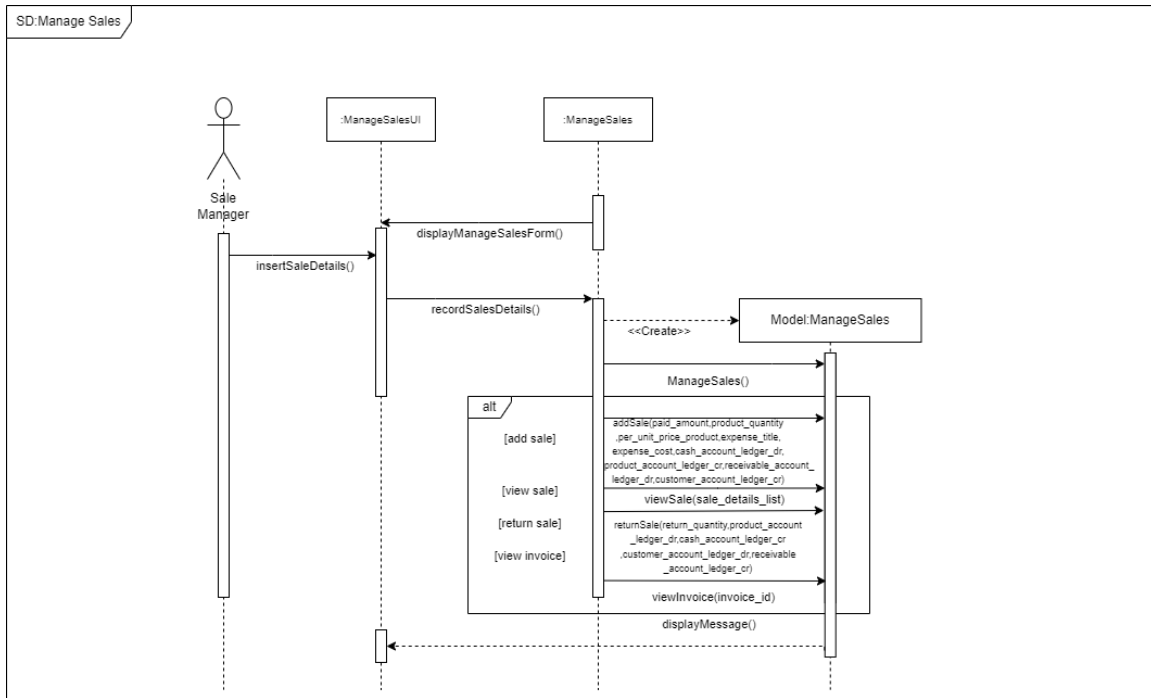 SD:Manage Sales
:ManageSalesUI
:ManageSales
Sale
Manager
displayManageSalesForm()
insertSaleDetails()
recordSalesDetails()
<<Create>>
Model:ManageSales
ManageSales()
alt
[add sale]
addSale(paid_amount,product_quantity
,per_unit_price_product,expense_title,
expense_cost,cash_account_ledger_dr,
product_account_ledger_cr,receivable_account_
ledger_dr,customer_account_ledger_cr)
[view sale]
viewSale(sale_details_list)
[return sale]
returnSale(return_quantity,product_account
_ledger_dr,cash_account_ledger_cr
,customer_account_ledger_dr,receivable
_account_ledger_cr)
[view invoice]
viewInvoice(invoice_id)
displayMessage()